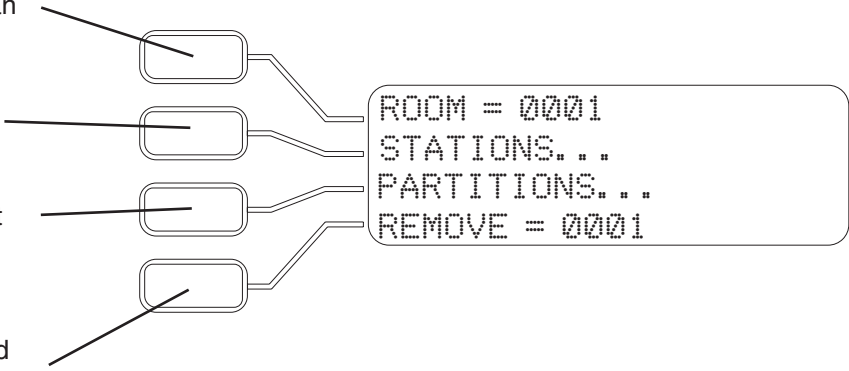 ROOM = 0001
STATIONS...
PARTITIONS...
REMOVE = 0001